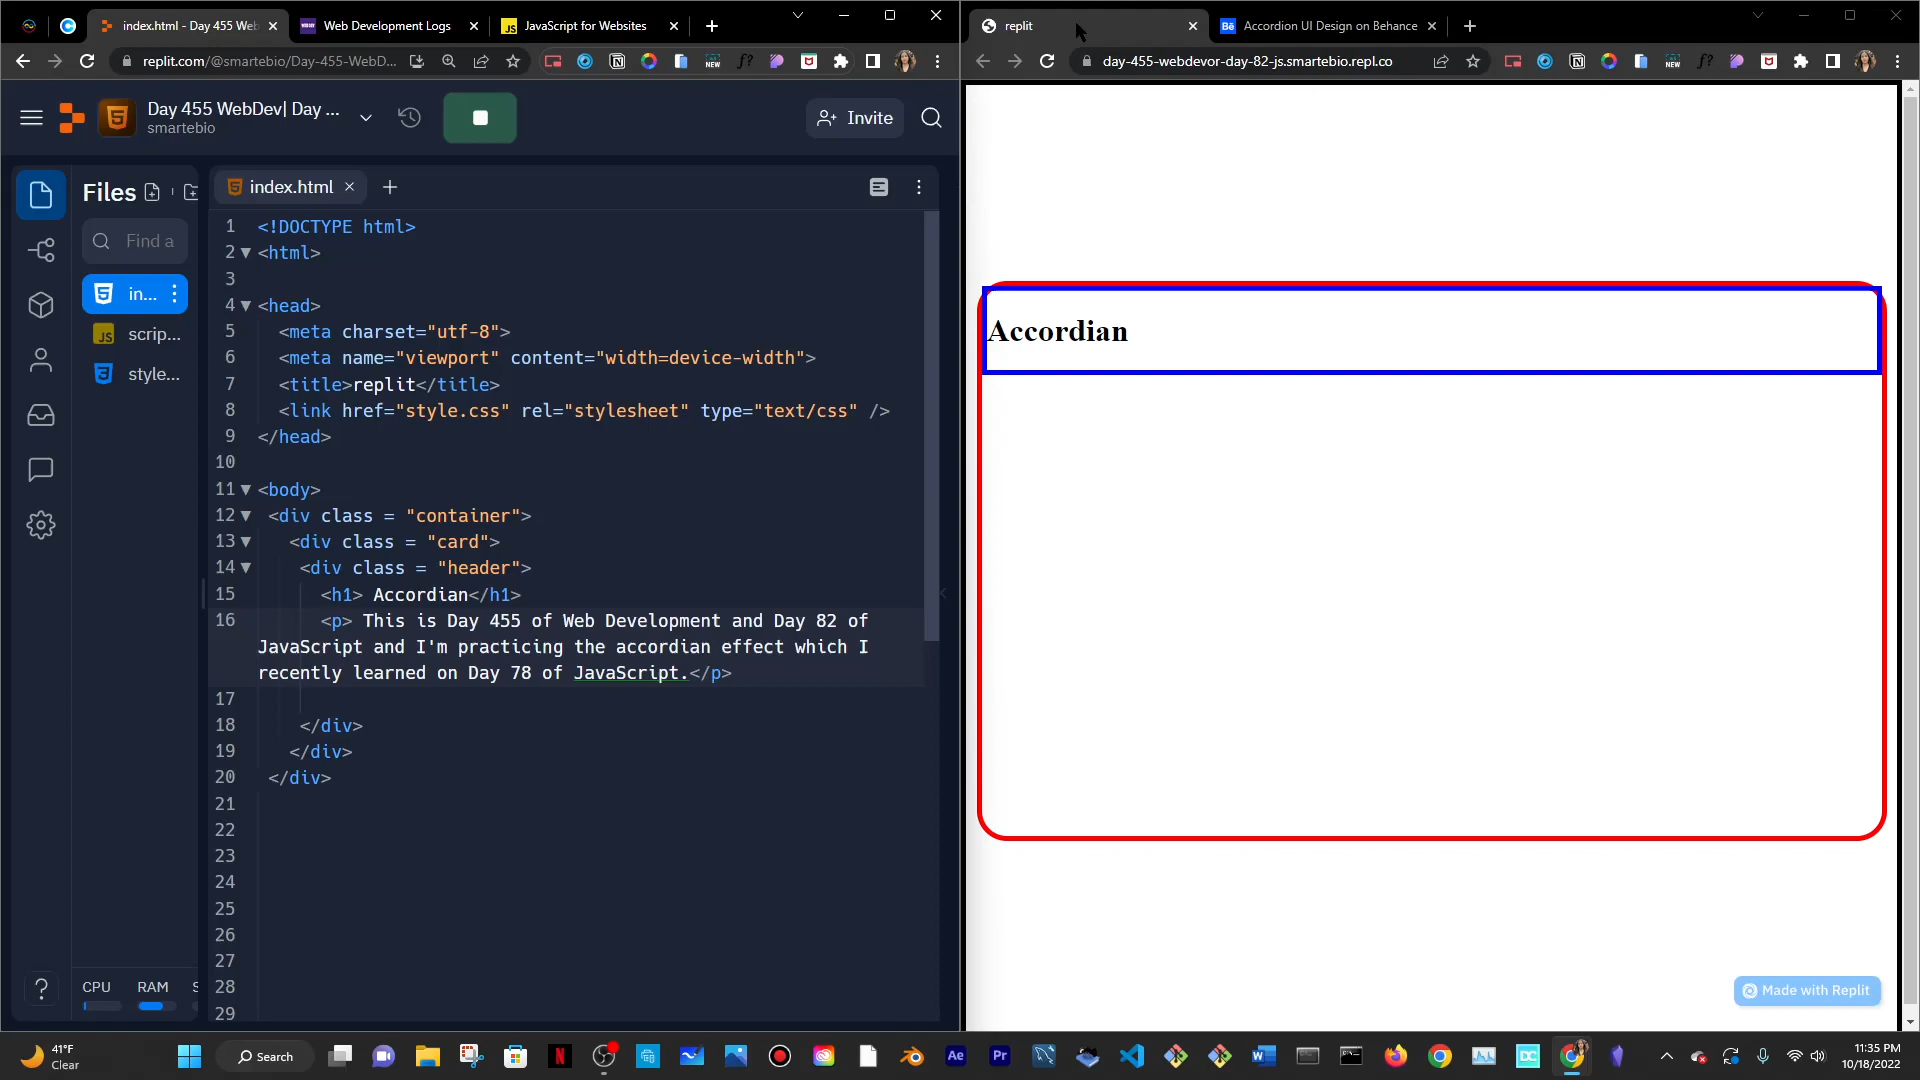 index.html - Day 455 Web
Web Development Logs
JavaScript for Websites
replit.com/@smartebio/Day-455-WebD...
NEW
Day 455 WebDev| Day ...
smartebio
Invite
Files
Find a
in...
scrip...
style...
CPU
RAM
S
index.html
1 <!DOCTYPE html>
2 <html>
3
4 <head>
5 <meta charset="utf-8">
6 <meta name="viewport" content="width=device-width">
7 <title>replit</title>
8 <link href="style.css" rel="stylesheet" type="text/css" />
9 </head>
10
11 <body>
12 <div class = "container">
13 <div class = "card">
14 <div class = "header">
15 <h1> Accordian</h1>
16 <p> This is Day 455 of Web Development and Day 82 of
JavaScript and I'm practicing the accordian effect which I
recently learned on Day 78 of JavaScript.</p>
17
18 </div>
19 </div>
20 </div>
21
22
23
24
25
26
27
28
29
replit
Accordion UI Design on Behance
day-455-webdevor-day-82-js.smartebio.repl.co
NEW
Accordian
Made with Replit
41°F
Clear
Search
11:35 PM
10/18/2022